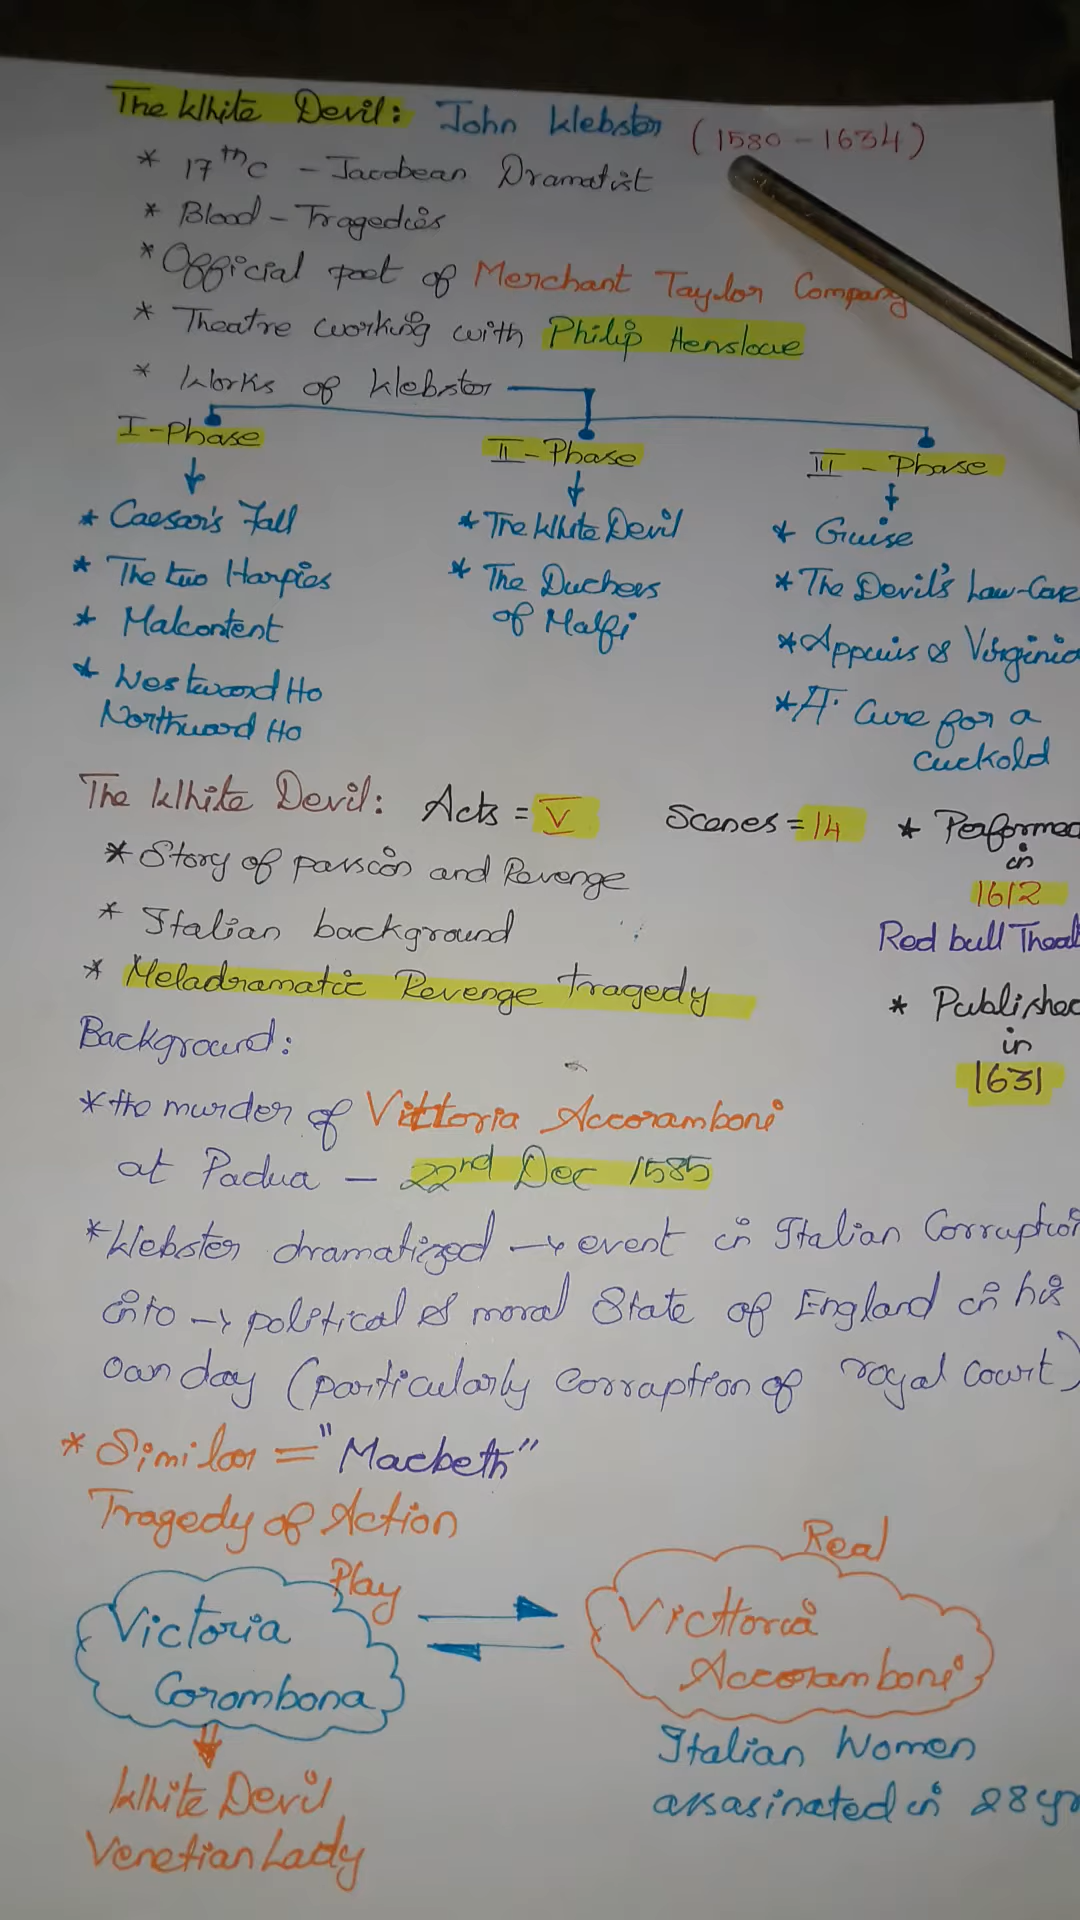 The White Devil: John Webster (1580 - 1634)
* 17th C - Jacobean Dramatist
* Blood - Tragedies
* Official poet of Merchant Taylor Company
* Theatre working with Philip Henslowe
* Works of Webster
I - Phase
II - Phase
III - Phase
* Caesar's Fall
* The two Harpies
* Malcontent
* Westward Ho
Northward Ho
* The White Devil
* The Duchess
of Malfi
* Guise
* The Devil's Law-Case
* Appuis & Virginia
* A Cure for a
cuckold
The White Devil: Acts = V Scenes = 14
* Story of passion and Revenge
* Italian background
* Meladramatic Revenge tragedy
* Performed
in
1612
Red bull Theat
* Published
in
1631
Background:
* the murder of Vittoria Accoramboni
at Padua - 22nd Dec 1585
* Webster dramatized → event in Italian Corruption
into → political & moral State of England in his
own day (particularly corruption of royal court)
* Similar = "Macbeth"
Tragedy of Action
Play
Victoria
Corombona
White Devil
Venetian Lady
Real
Victtoria
Accoramboni
Italian Women
assasinated in 28 yr